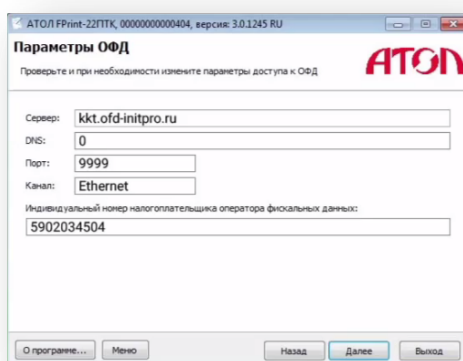 АТОЛ FPrint-22ПТК, 00000000000404, версия: 3.0.1245 RU
Параметры ОФД
Проверьте и при необходимости измените параметры доступа к ОФД
АТОЛ
Сервер: kkt.ofd-initpro.ru
DNS: 0
Порт: 9999
Канал: Ethernet
Индивидуальный номер налогоплательщика оператора фискальных данных:
5902034504
О программе... Меню Назад Далее Выход